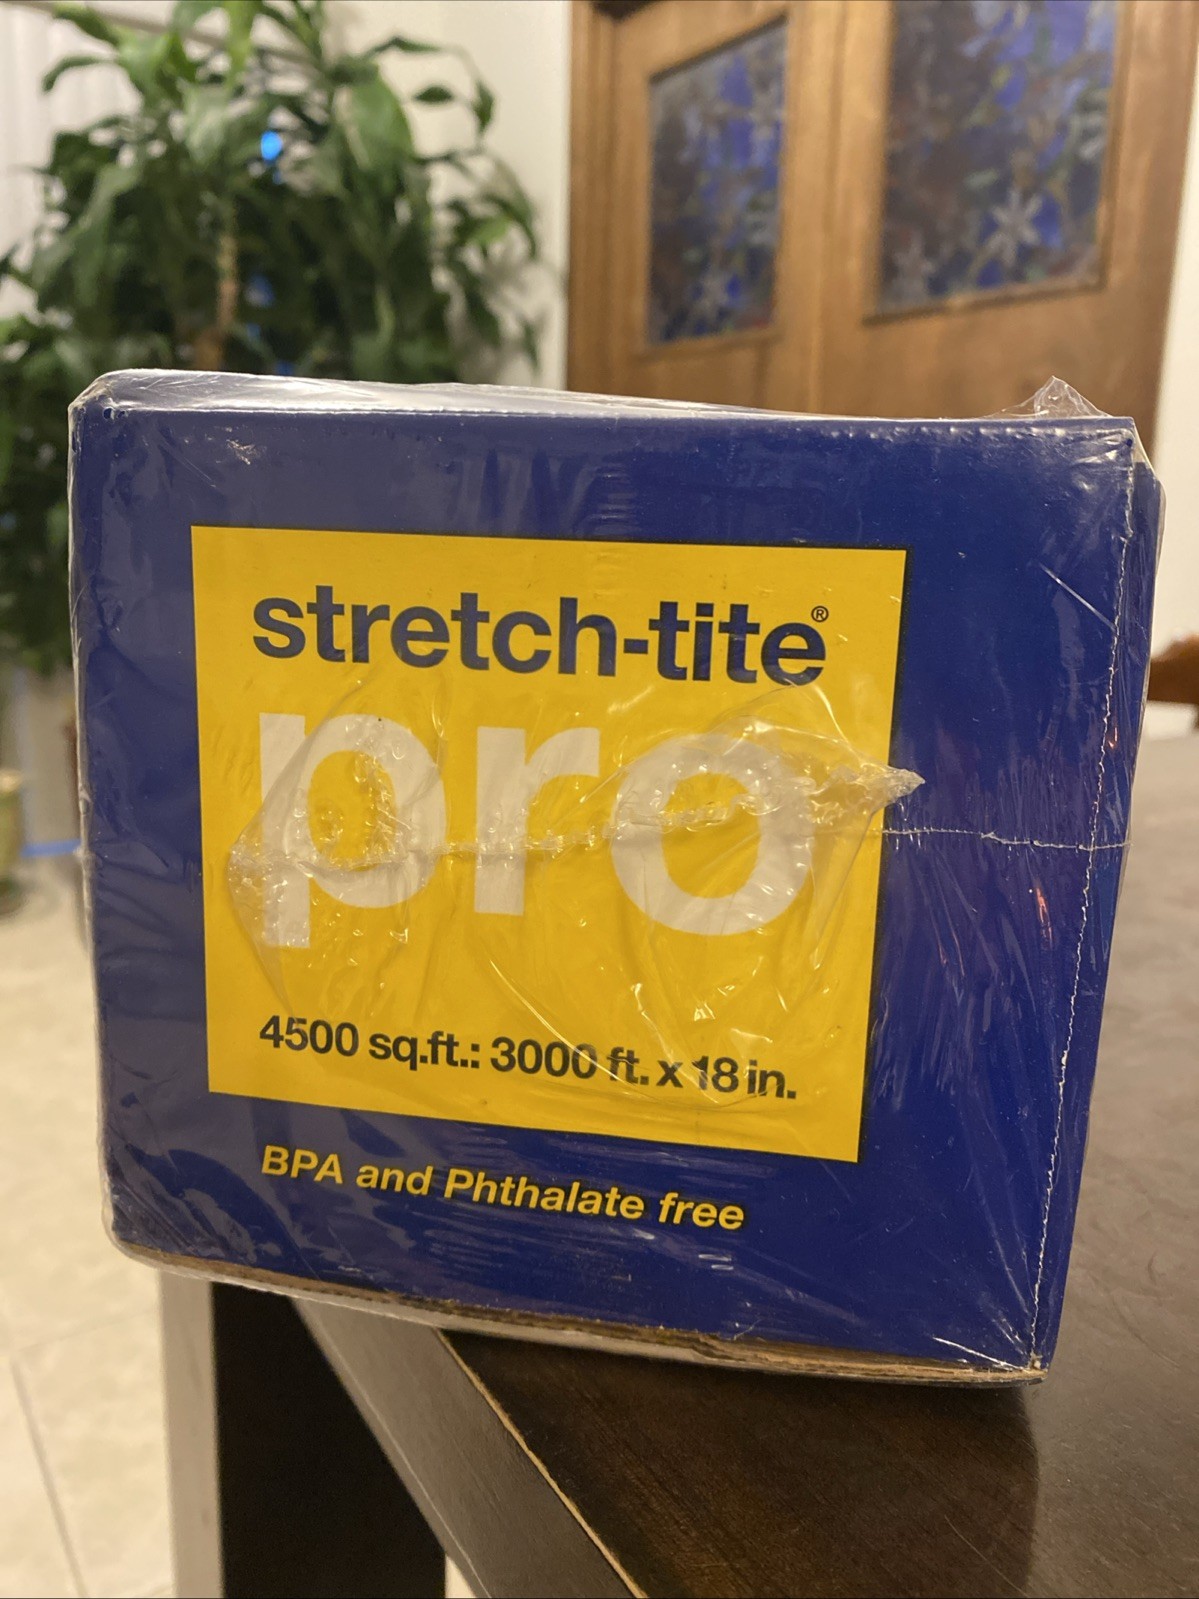 stretch-tite®
pro
4500 sq.ft.: 3000 ft. x 18 in.
BPA and Phthalate free